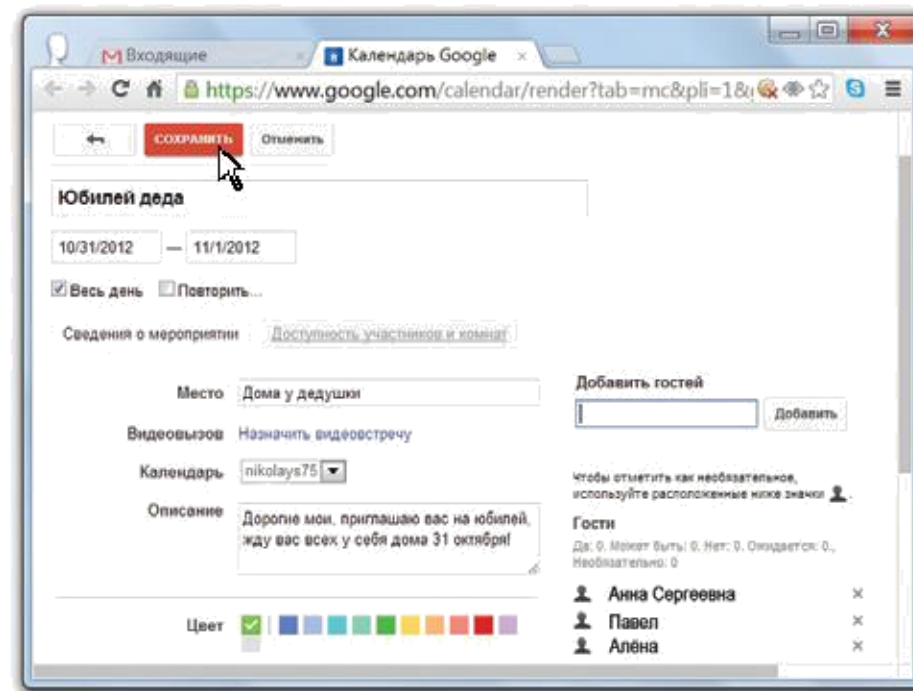 Входящие
Календарь Google
https://www.google.com/calendar/render?tab=mc&pli=1&
СОХРАНИТЬ
Отменить
Юбилей деда
10/31/2012 — 11/1/2012
Весь день Повторить...
Сведения о мероприятии Доступность участников и комнат
Место Дома у дедушки
Видеовызов Назначить видеовстречу
Календарь nikolays75
Описание Дорогие мои, приглашаю вас на юбилей,
жду вас всех у себя дома 31 октября!
Цвет
Добавить гостей
Добавить
Чтобы отметить как необязательное,
используйте расположенные ниже значки .
Гости
Да: 0, Может быть: 0, Нет: 0, Ожидается: 0,,
Необязательно: 0
Анна Сергеевна
Павел
Алёна